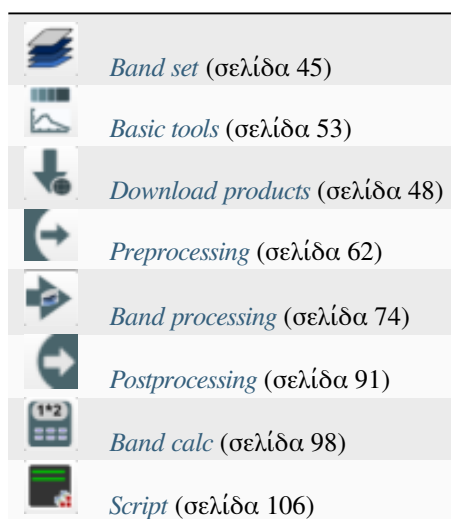 Band set (σελίδα 45)
Basic tools (σελίδα 53)
Download products (σελίδα 48)
Preprocessing (σελίδα 62)
Band processing (σελίδα 74)
Postprocessing (σελίδα 91)
1*2
Band calc (σελίδα 98)
Script (σελίδα 106)